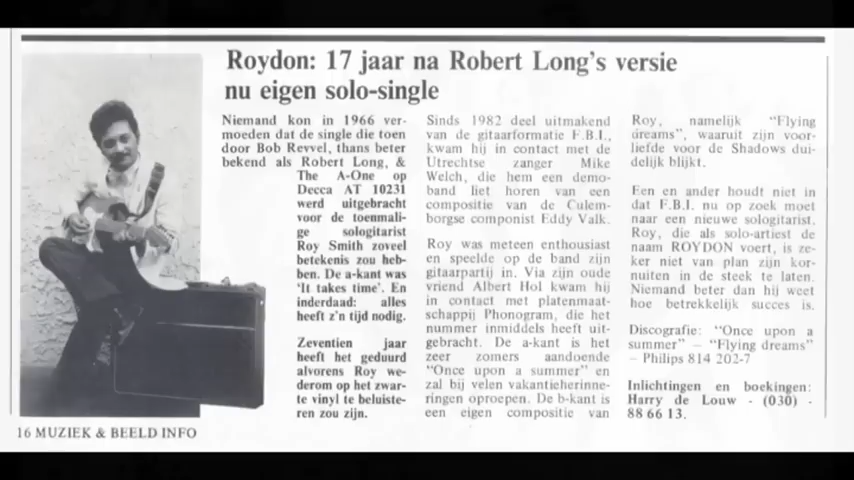 Roydon: 17 jaar na Robert Long's versie
nu eigen solo-single
Niemand kon in 1966 ver-
moeden dat de single die toen
door Bob Revvel, thans beter
bekend als Robert Long, &
The A-One op
Decca AT 10231
werd uitgebracht
voor de toenmali-
ge sologitarist
Roy Smith zoveel
betekenis zou heb-
ben. De a-kant was
'It takes time'. En
inderdaad: alles
heeft z'n tijd nodig.
Zeventien jaar
heeft het geduurd
alvorens Roy we-
derom op het zwar-
te vinyl te beluiste-
ren zou zijn.
Sinds 1982 deel uitmakend
van de gitaarformatie F.B.I.,
kwam hij in contact met de
Utrechtse zanger Mike
Welch, die hem een demo-
band liet horen van een
compositie van de Culem-
borgse componist Eddy Valk.
Roy was meteen enthousiast
en speelde op de band zijn
gitaarpartij in. Via zijn oude
vriend Albert Hol kwam hij
in contact met platenmaat-
schappij Phonogram, die het
nummer inmiddels heeft uit-
gebracht. De a-kant is het
zeer zomers aandoende
"Once upon a summer" en
zal bij velen vakantieherinne-
ringen oproepen. De b-kant is
een eigen compositie van
Roy, namelijk "Flying
dreams", waaruit zijn voor-
liefde voor de Shadows dui-
delijk blijkt.
Een en ander houdt niet in
dat F.B.I. nu op zoek moet
naar een nieuwe sologitarist.
Roy, die als solo-artiest de
naam ROYDON voert, is ze-
ker niet van plan zijn kor-
nuiten in de steek te laten.
Niemand beter dan hij weet
hoe betrekkelijk succes is.
Discografie: "Once upon a
summer" – "Flying dreams"
– Philips 814 202-7
Inlichtingen en boekingen:
Harry de Louw - (030) -
88 66 13.
16 MUZIEK & BEELD INFO